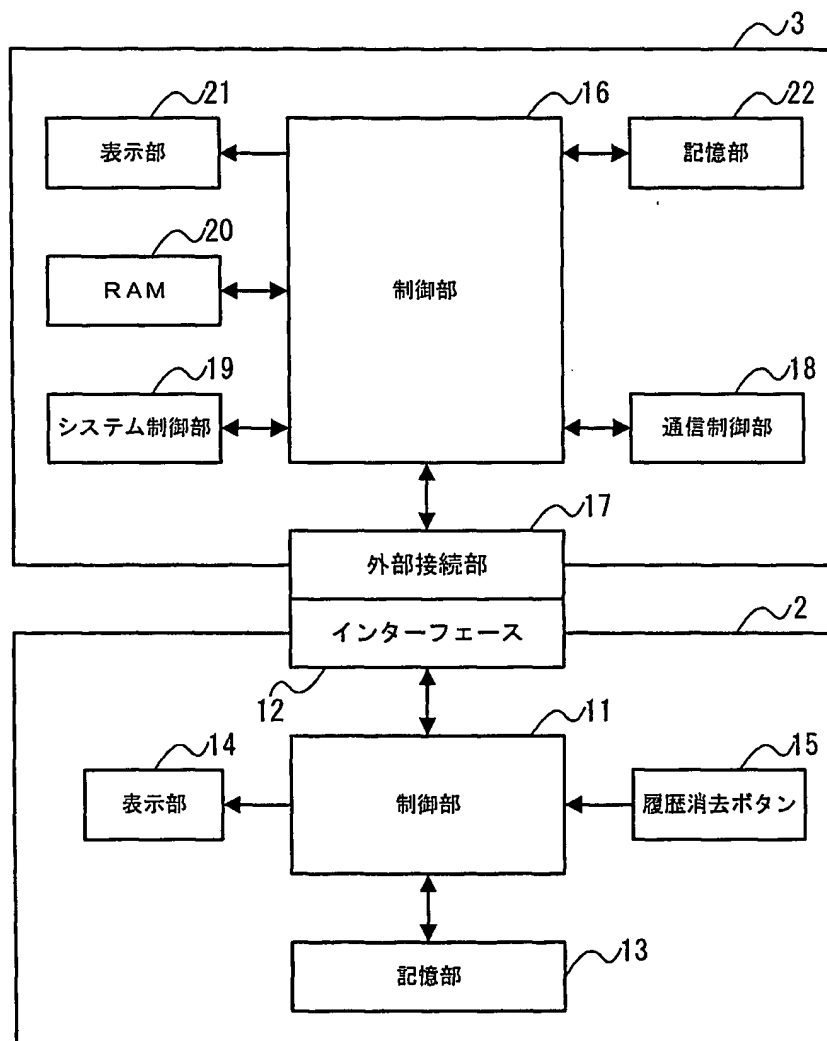 3
21
16
22
表示部
記憶部
20
RAM
制御部
19
18
システム制御部
通信制御部
17
外部接続部
2
インターフェース
12
11
14
15
表示部
制御部
履歴消去ボタン
13
記憶部